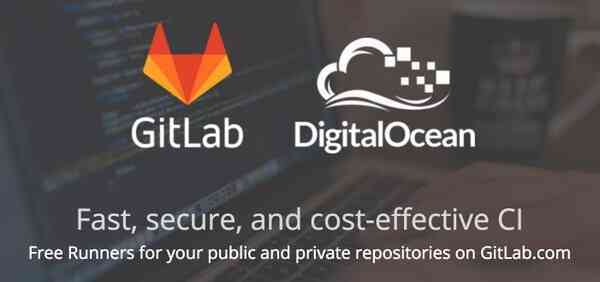 GitLab
DigitalOcean
Fast, secure, and cost-effective CI
Free Runners for your public and private repositories on GitLab.com